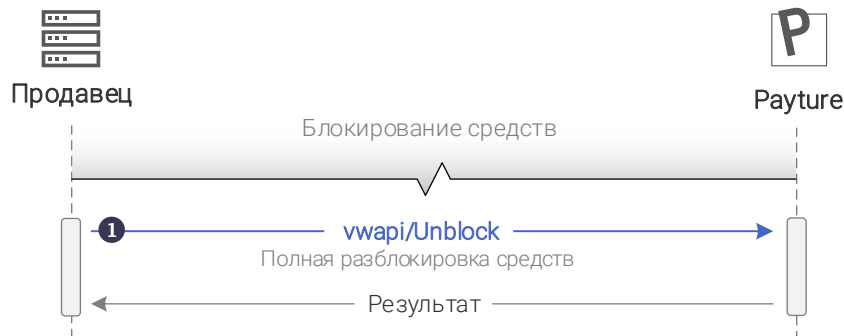 P
Продавец
Payture
Блокирование средств
1
vwapi/Unblock
Полная разблокировка средств
Результат